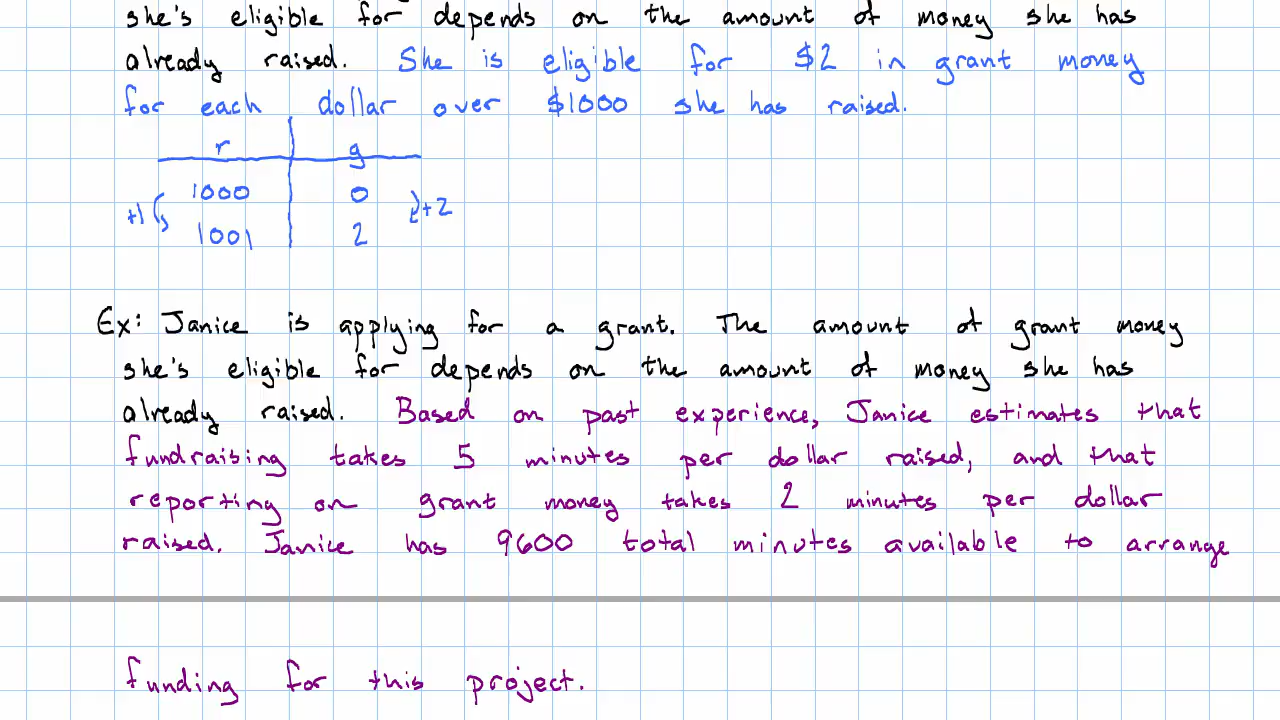 she's eligible for depends on the amount of money she has
already raised. She is eligible for $2 in grant money
for each dollar over $1000 she has raised.
r g
1000 0
+1 +2
1001 2
Ex: Janice is applying for a grant. The amount of grant money
she's eligible for depends on the amount of money she has
already raised. Based on past experience, Janice estimates that
fundraising takes 5 minutes per dollar raised, and that
reporting on grant money takes 2 minutes per dollar
raised. Janice has 9600 total minutes available to arrange
funding for this project.